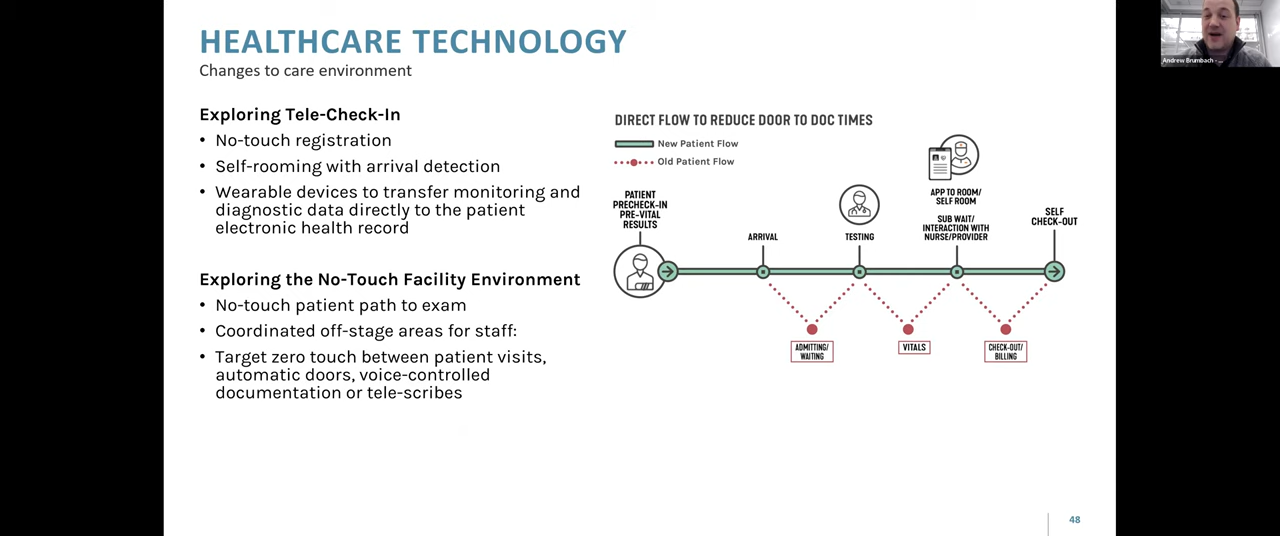 HEALTHCARE TECHNOLOGY
Changes to care environment
Exploring Tele-Check-In
• No-touch registration
• Self-rooming with arrival detection
• Wearable devices to transfer monitoring and
diagnostic data directly to the patient
electronic health record
Exploring the No-Touch Facility Environment
• No-touch patient path to exam
• Coordinated off-stage areas for staff:
• Target zero touch between patient visits,
automatic doors, voice-controlled
documentation or tele-scribes
DIRECT FLOW TO REDUCE DOOR TO DOC TIMES
New Patient Flow
Old Patient Flow
PATIENT
PRECHECK-IN
PRE-VITAL
RESULTS
ARRIVAL
TESTING
APP TO ROOM/
SELF ROOM
SUB WAIT/
INTERACTION WITH
NURSE/PROVIDER
SELF
CHECK-OUT
ADMITTING/
WAITING
VITALS
CHECK-OUT/
BILLING
48
Andrew Brumbach - ...